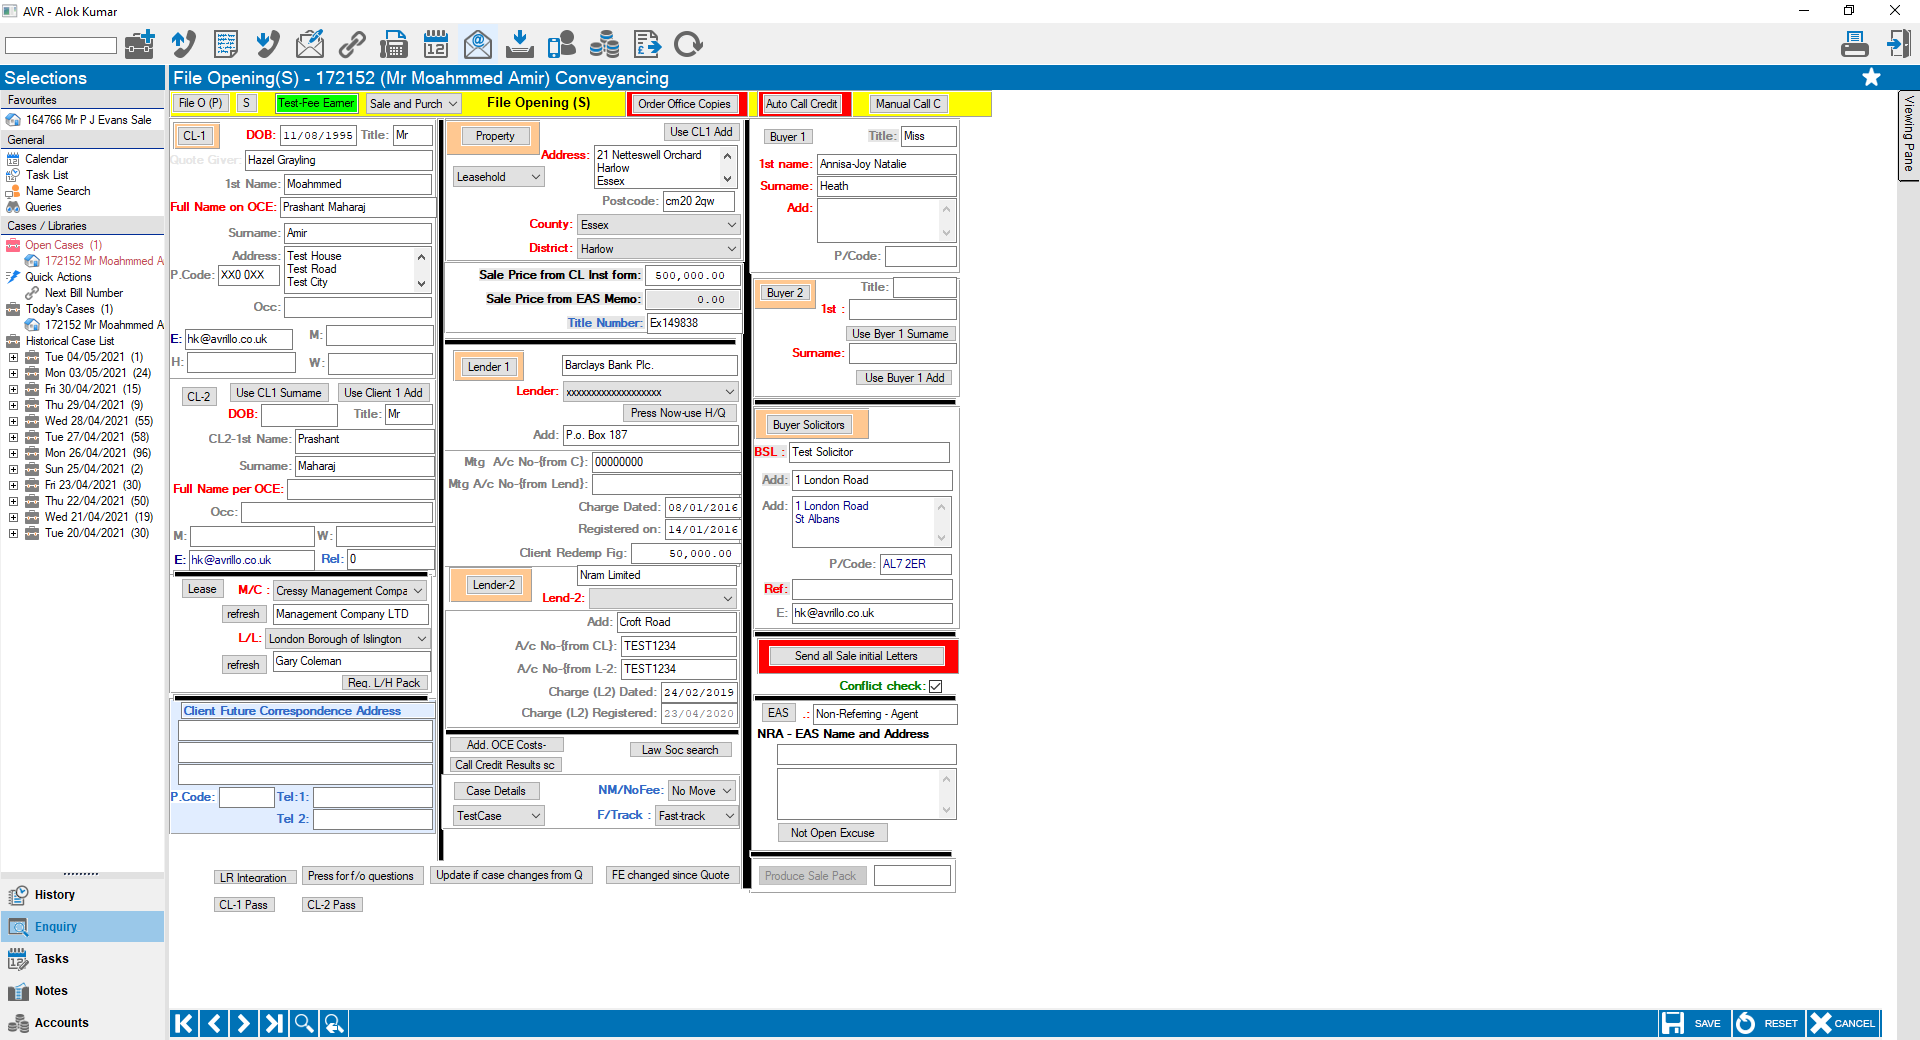 AVR - Alok Kumar
Selections
File Opening(S) - 172152 (Mr Moahmmed Amir) Conveyancing
Favourites
164766 Mr P J Evans Sale
General
Calendar
Task List
Name Search
Queries
Cases / Libraries
Open Cases (1)
172152 Mr Moahmmed A
Quick Actions
Next Bill Number
Today's Cases (1)
172152 Mr Moahmmed A
Historical Case List
Tue 04/05/2021 (1)
Mon 03/05/2021 (24)
Fri 30/04/2021 (15)
Thu 29/04/2021 (9)
Wed 28/04/2021 (55)
Tue 27/04/2021 (58)
Mon 26/04/2021 (96)
Sun 25/04/2021 (2)
Fri 23/04/2021 (30)
Thu 22/04/2021 (50)
Wed 21/04/2021 (19)
Tue 20/04/2021 (30)
History
Enquiry
Tasks
Notes
Accounts
File O (P) S Test-Fee Earner Sale and Purch File Opening (S) Order Office Copies Auto Call Credit Manual Call C
CL-1 DOB: 11/08/1995 Title: Mr
Quote Giver: Hazel Grayling
1st Name: Moahmmed
Full Name on OCE: Prashant Maharaj
Surname: Amir
Address: Test House
Test Road
Test City
P.Code: XX0 0XX
Occ:
E: hk@avrillo.co.uk M:
H: W:
CL-2 Use CL1 Surname Use Client 1 Add
DOB: Title: Mr
CL2-1st Name: Prashant
Surname: Maharaj
Full Name per OCE:
Occ:
M: W:
E: hk@avrillo.co.uk Rel: 0
Lease M/C : Cressy Management Compa
refresh Management Company LTD
L/L: London Borough of Islington
refresh Gary Coleman
Req. L/H Pack
Client Future Correspondence Address
P.Code: Tel:1:
Tel 2:
LR Integration Press for f/o questions Update if case changes from Q FE changed since Quote
CL-1 Pass CL-2 Pass
Property Use CL1 Add
Address: 21 Netteswell Orchard
Harlow
Essex
Leasehold
Postcode: cm20 2qw
County: Essex
District: Harlow
Sale Price from CL Inst form: 500,000.00
Sale Price from EAS Memo: 0.00
Title Number: Ex149838
Lender 1 Barclays Bank Plc.
Lender: xxxxxxxxxxxxxxxxxxx
Press Now-use H/Q
Add: P.o. Box 187
Mtg A/c No-{from C}: 00000000
Mtg A/c No-{from Lend}:
Charge Dated: 08/01/2016
Registered on: 14/01/2016
Client Redemp Fig: 50,000.00
Lender-2 Nram Limited
Lend-2:
Add: Croft Road
A/c No-{from CL}: TEST1234
A/c No-{from L-2: TEST1234
Charge (L2) Dated: 24/02/2019
Charge (L2) Registered: 23/04/2020
Add. OCE Costs- Law Soc search
Call Credit Results sc
Case Details NM/NoFee: No Move
TestCase F/Track : Fast-track
Buyer 1 Title: Miss
1st name: Annisa-Joy Natalie
Surname: Heath
Add:
P/Code:
Buyer 2 Title:
1st :
Use Byer 1 Surname
Surname:
Use Buyer 1 Add
Buyer Solicitors
BSL : Test Solicitor
Add: 1 London Road
Add: 1 London Road
St Albans
P/Code: AL7 2ER
Ref:
E: hk@avrillo.co.uk
Send all Sale initial Letters
Conflict check:
EAS .: Non-Referring - Agent
NRA - EAS Name and Address
Not Open Excuse
Produce Sale Pack
Viewing Pane
SAVE RESET CANCEL